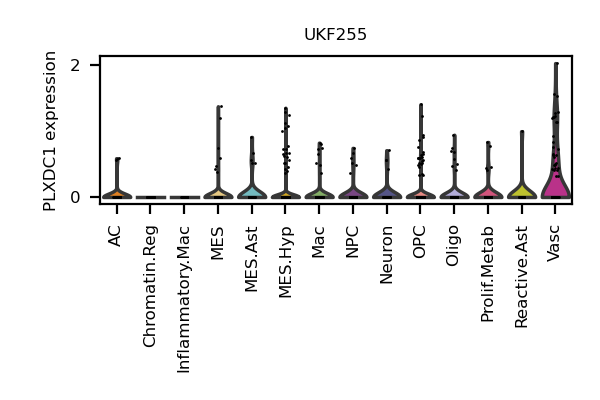 UKF255
PLXDC1 expression
2
0
AC
Chromatin.Reg
Inflammatory.Mac
MES
MES.Ast
MES.Hyp
Mac
NPC
Neuron
OPC
Oligo
Prolif.Metab
Reactive.Ast
Vasc